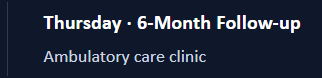 Thursday · 6-Month Follow-up
Ambulatory care clinic